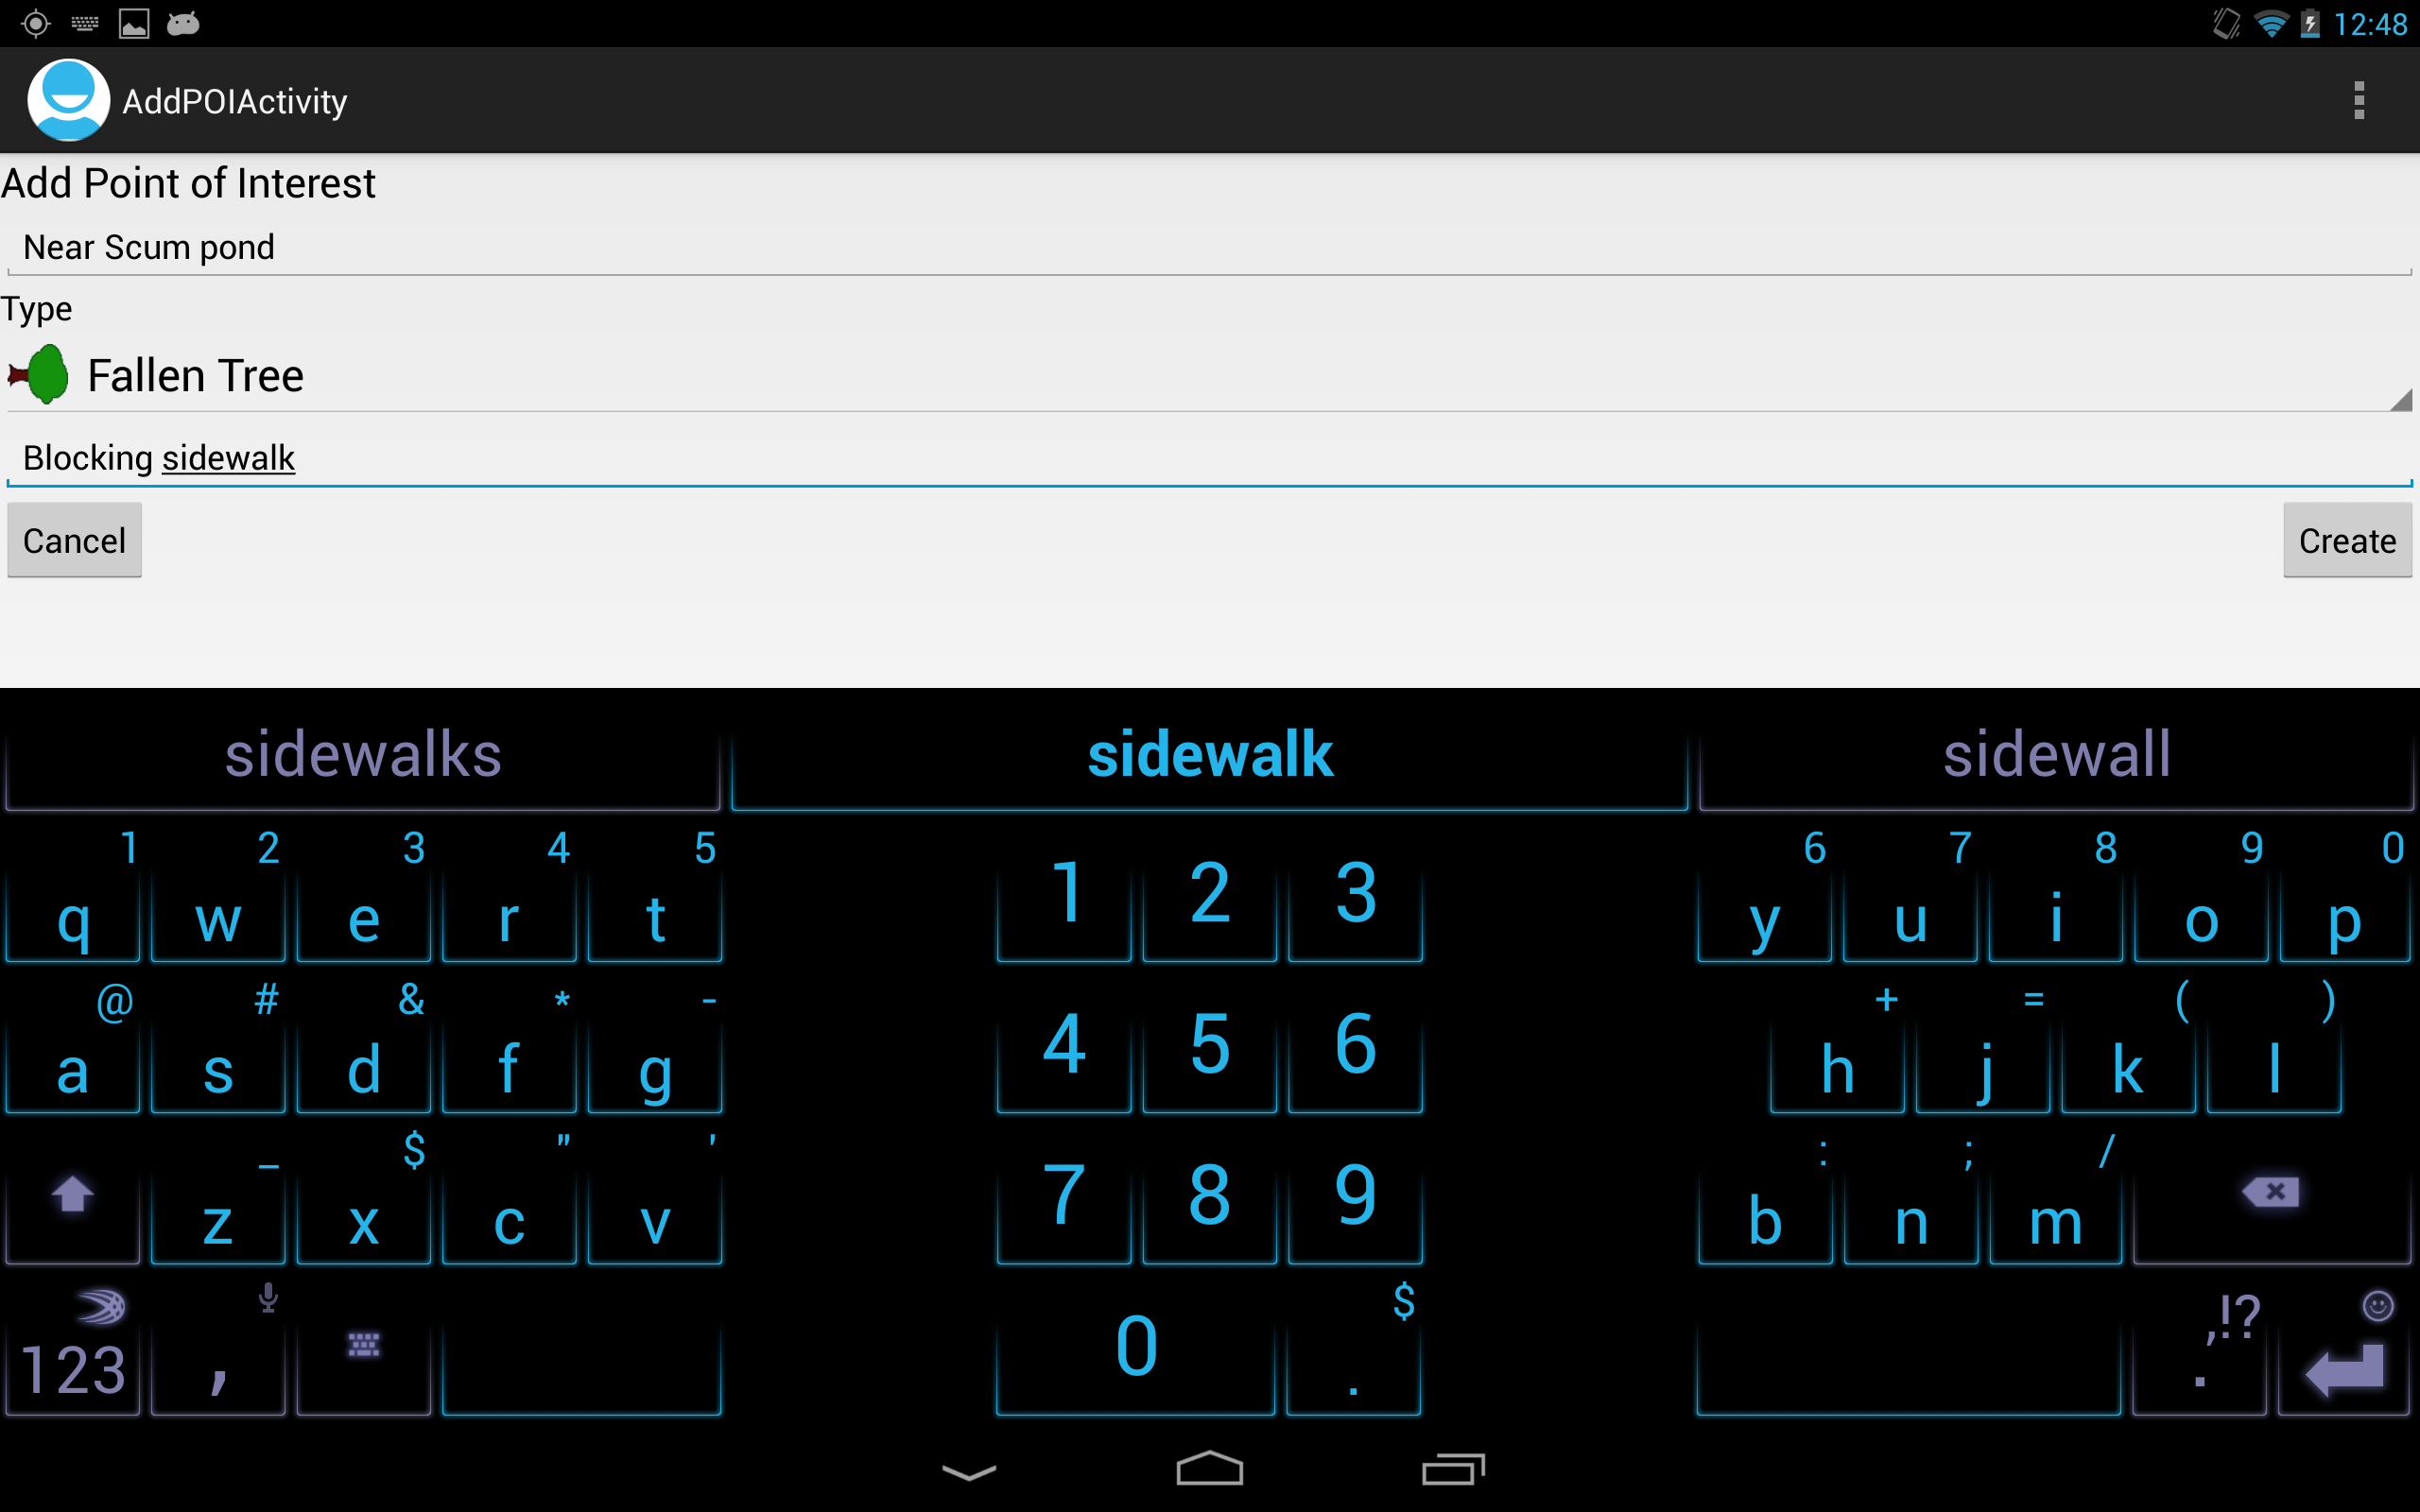 12:48
AddPOIActivity
Add Point of Interest
Near Scum pond
Type
Fallen Tree
Blocking sidewalk
Cancel Create
sidewalks sidewalk sidewall
1 2 3 4 5 6 7 8 9 0
q w e r t 1 2 3 y u i o p
@ # & * - + = ( )
a s d f g 4 5 6 h j k l
_ $ " ' : ; /
z x c v 7 8 9 b n m
$ ,!?
123 , 0 . .